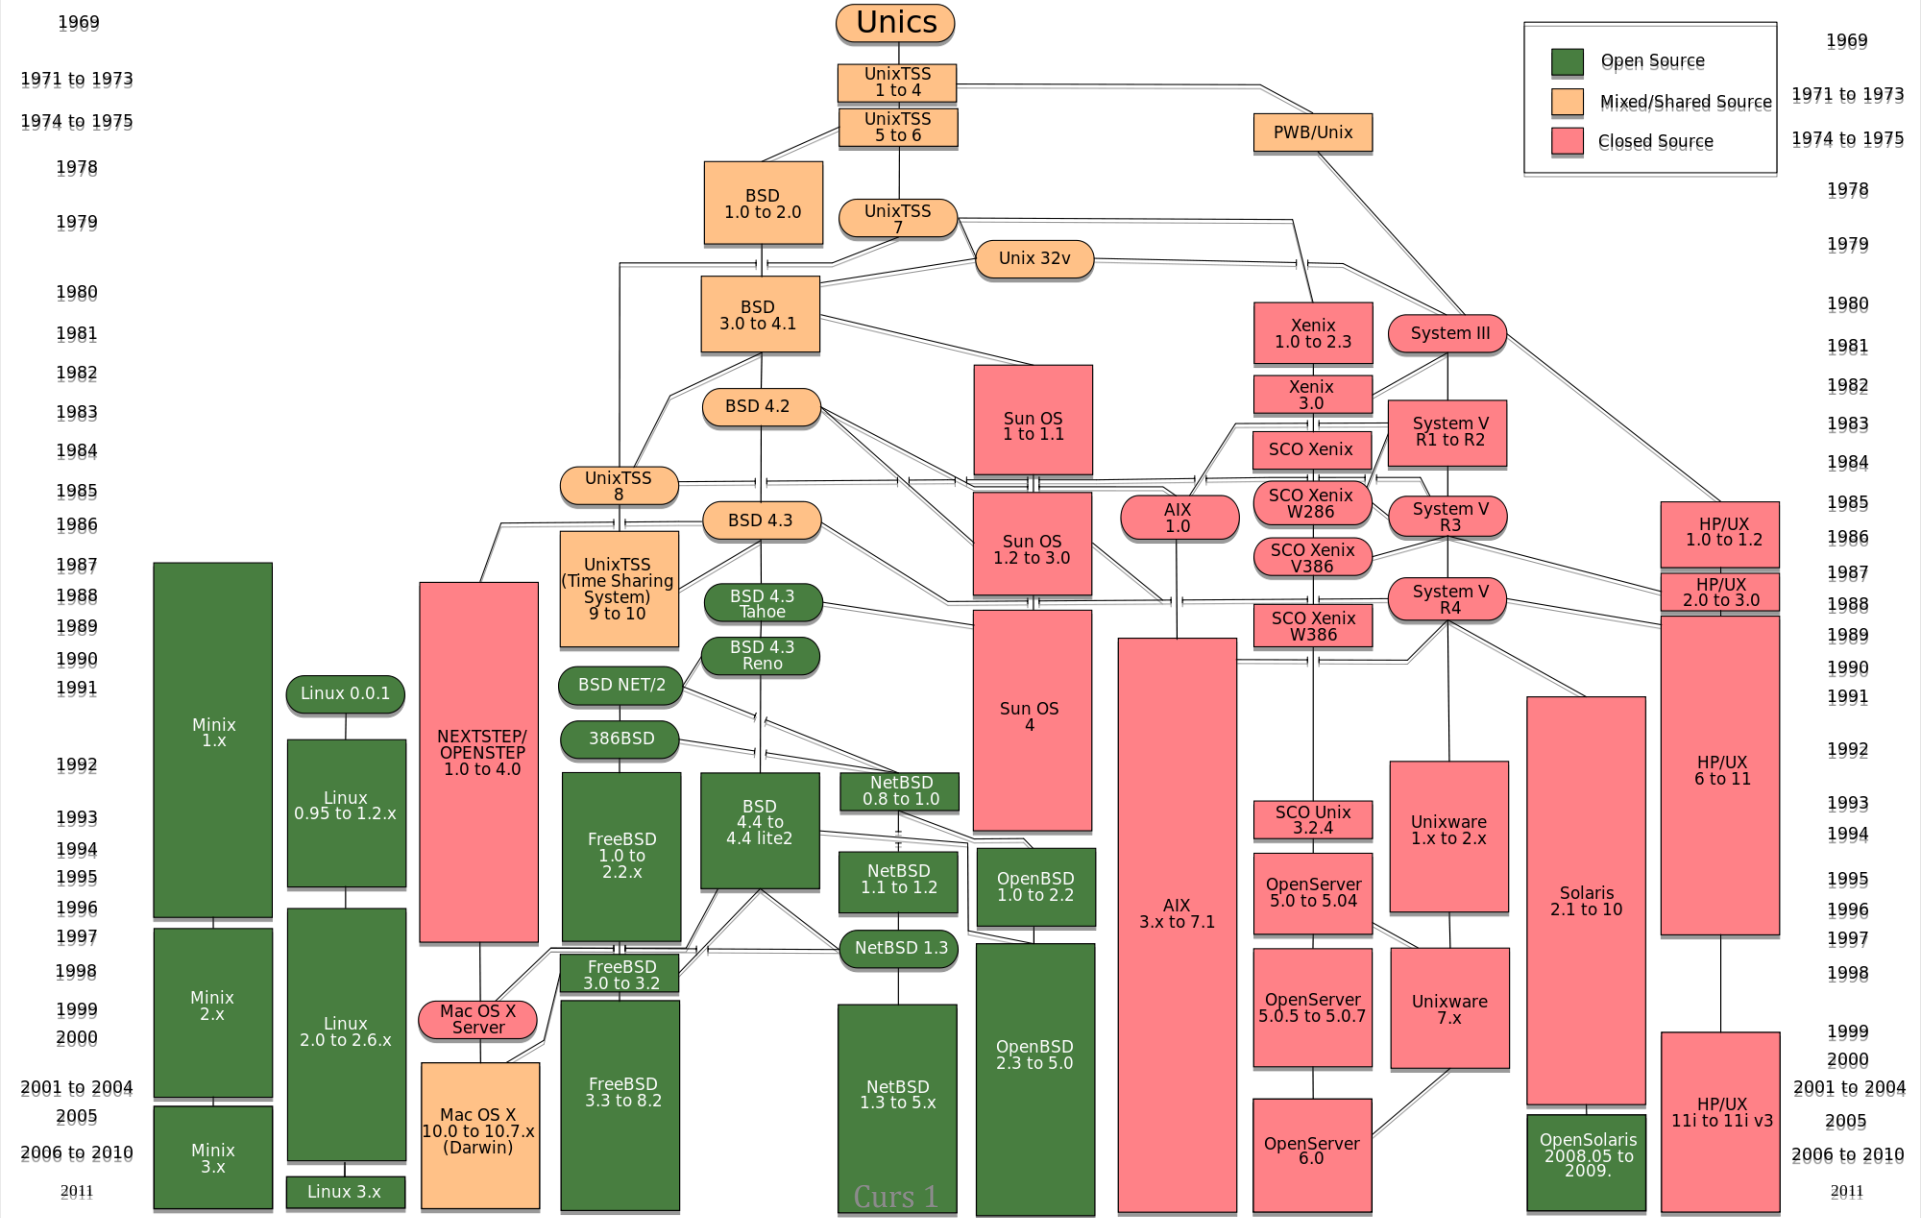 Unics
1969
1971 to 1973
1974 to 1975
1978
1979
1980
1981
1982
1983
1984
1985
1986
1987
1988
1989
1990
1991
1992
1993
1994
1995
1996
1997
1998
1999
2000
2001 to 2004
2005
2006 to 2010
2011
UnixTSS
1 to 4
UnixTSS
5 to 6
PWB/Unix
BSD
1.0 to 2.0
UnixTSS
7
Unix 32v
BSD
3.0 to 4.1
Xenix
1.0 to 2.3
System III
Xenix
3.0
BSD 4.2
Sun OS
1 to 1.1
System V
R1 to R2
SCO Xenix
UnixTSS
8
SCO Xenix
W286
AIX
1.0
System V
R3
BSD 4.3
HP/UX
1.0 to 1.2
Sun OS
1.2 to 3.0
SCO Xenix
V386
UnixTSS
(Time Sharing
System)
9 to 10
HP/UX
2.0 to 3.0
BSD 4.3
Tahoe
System V
R4
SCO Xenix
W386
BSD 4.3
Reno
BSD NET/2
Linux 0.0.1
Minix
1.x
Sun OS
4
386BSD
NEXTSTEP/
OPENSTEP
1.0 to 4.0
HP/UX
6 to 11
NetBSD
0.8 to 1.0
Linux
0.95 to 1.2.x
BSD
4.4 to
4.4 lite2
SCO Unix
3.2.4
Unixware
1.x to 2.x
FreeBSD
1.0 to
2.2.x
NetBSD
1.1 to 1.2
OpenBSD
1.0 to 2.2
OpenServer
5.0 to 5.04
Solaris
2.1 to 10
AIX
3.x to 7.1
NetBSD 1.3
FreeBSD
3.0 to 3.2
Minix
2.x
Mac OS X
Server
OpenServer
5.0.5 to 5.0.7
Unixware
7.x
Linux
2.0 to 2.6.x
OpenBSD
2.3 to 5.0
FreeBSD
3.3 to 8.2
NetBSD
1.3 to 5.x
Mac OS X
10.0 to 10.7.x
(Darwin)
HP/UX
11i to 11i v3
OpenServer
6.0
OpenSolaris
2008.05 to
2009.
Minix
3.x
Linux 3.x
Curs 1
Open Source
Mixed/Shared Source
Closed Source
1969
1971 to 1973
1974 to 1975
1978
1979
1980
1981
1982
1983
1984
1985
1986
1987
1988
1989
1990
1991
1992
1993
1994
1995
1996
1997
1998
1999
2000
2001 to 2004
2005
2006 to 2010
2011